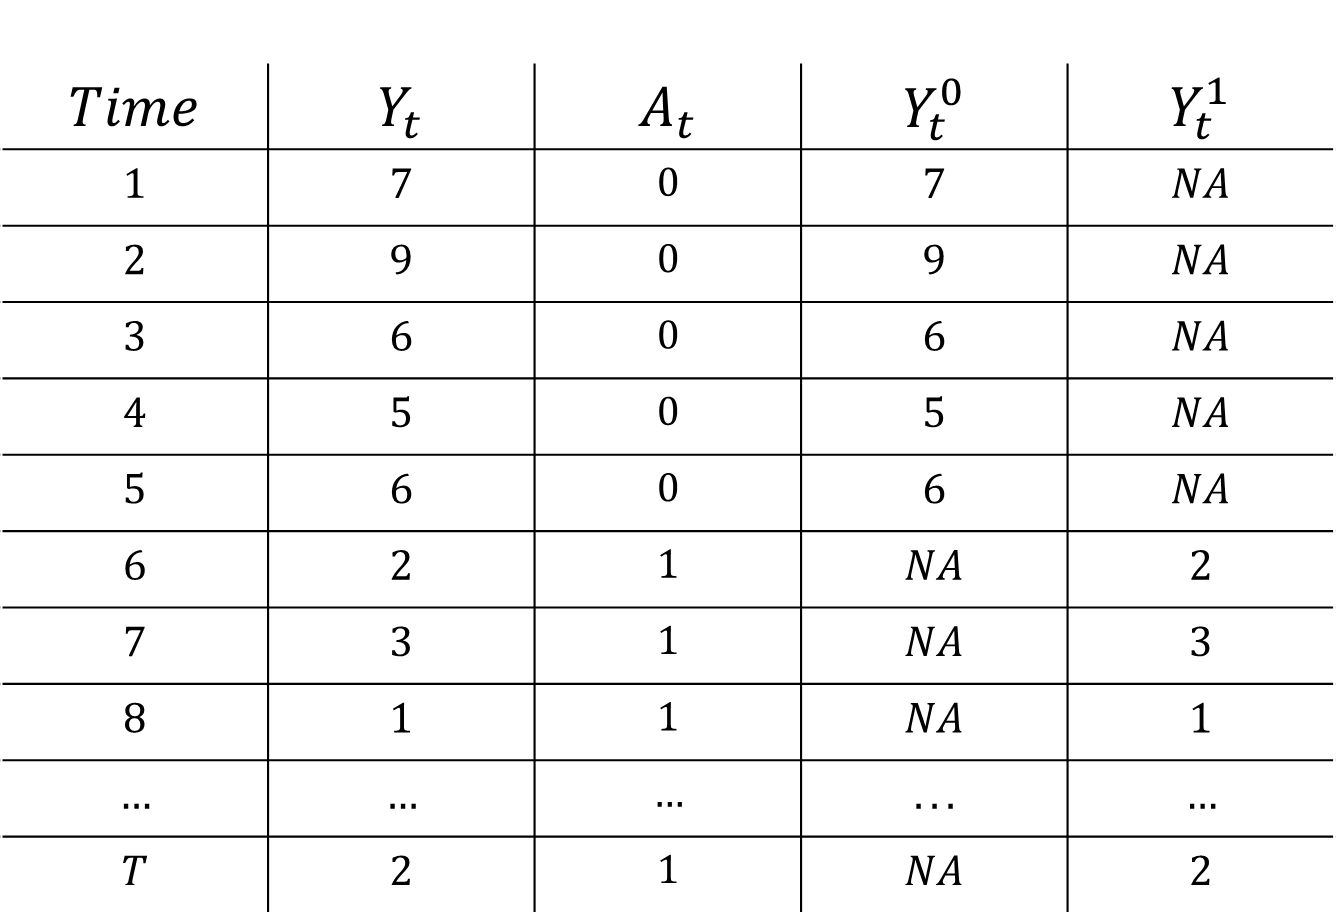 Time Y_t A_t Y_t^0 Y_t^1
1 7 0 7 NA
2 9 0 9 NA
3 6 0 6 NA
4 5 0 5 NA
5 6 0 6 NA
6 2 1 NA 2
7 3 1 NA 3
8 1 1 NA 1
... ... ... ... ...
T 2 1 NA 2